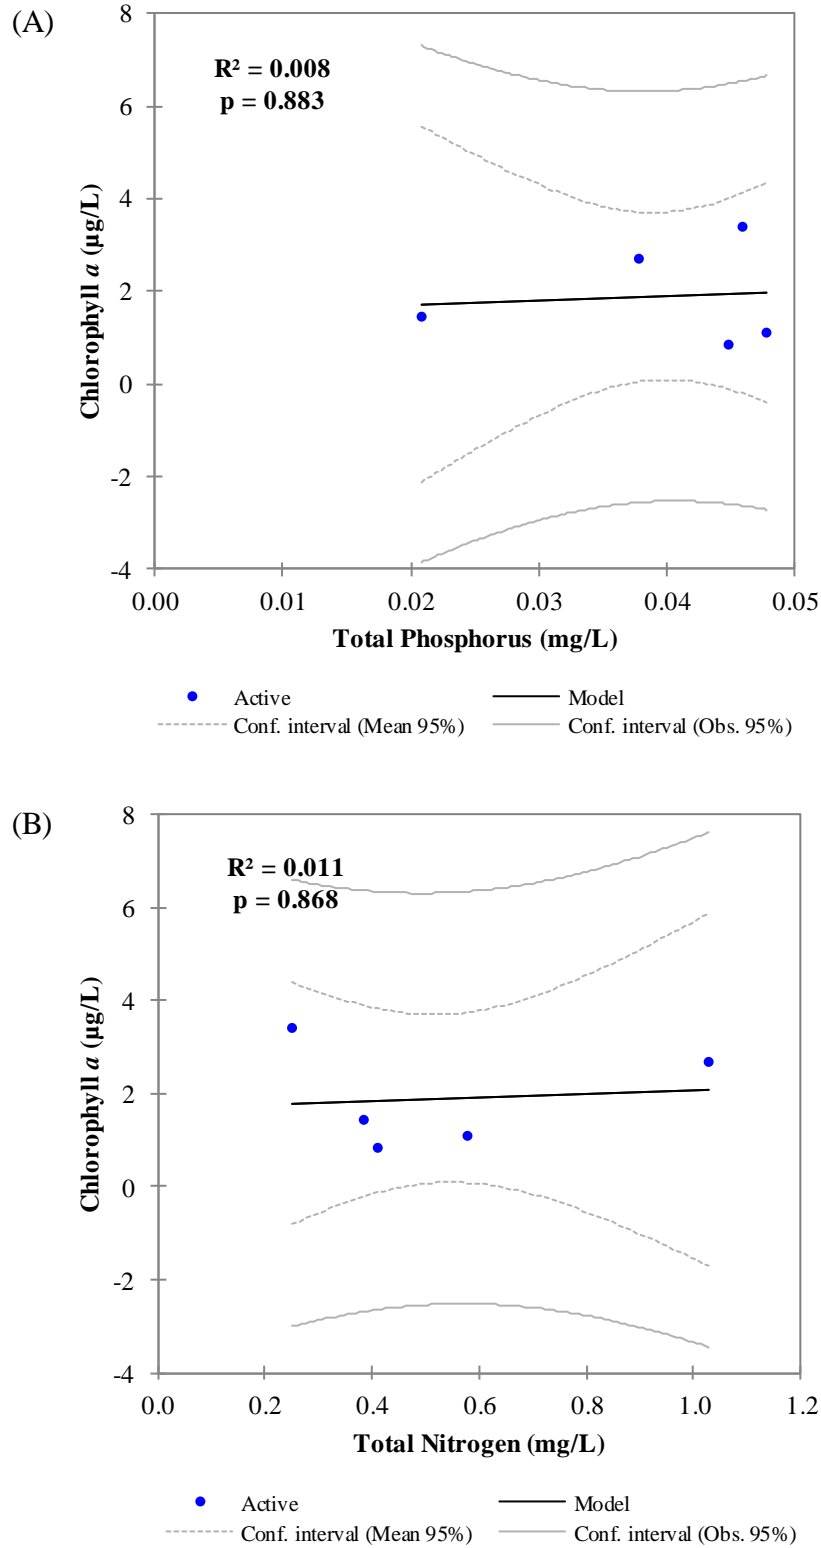 (A)
R² = 0.008
p = 0.883
Chlorophyll a (µg/L)
8
6
4
2
0
-2
-4
0.00 0.01 0.02 0.03 0.04 0.05
Total Phosphorus (mg/L)
Active Model
Conf. interval (Mean 95%) Conf. interval (Obs. 95%)
(B)
R² = 0.011
p = 0.868
Chlorophyll a (µg/L)
8
6
4
2
0
-2
-4
0.0 0.2 0.4 0.6 0.8 1.0 1.2
Total Nitrogen (mg/L)
Active Model
Conf. interval (Mean 95%) Conf. interval (Obs. 95%)